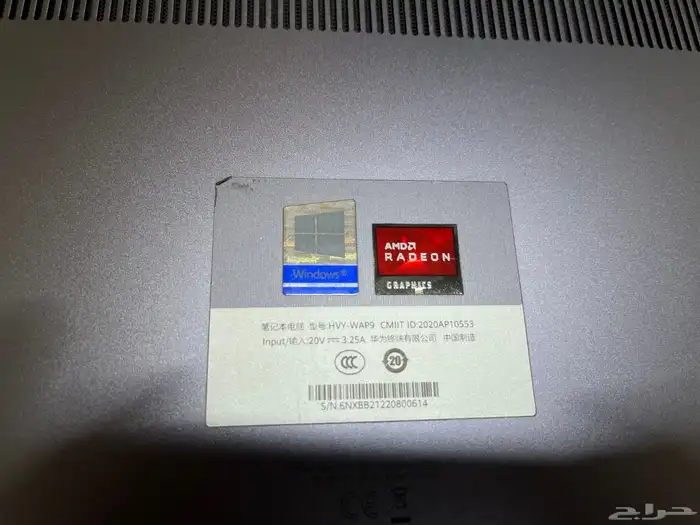 Windows®
AMD
RADEON
GRAPHICS
笔记本电脑 型号:HVY-WAP9 CMIIT ID:2020AP10553
Input/输入:20V⎓3.25A 华为终端有限公司 中国制造
CCC
20
S/N:6NXBB21220800614
حراج